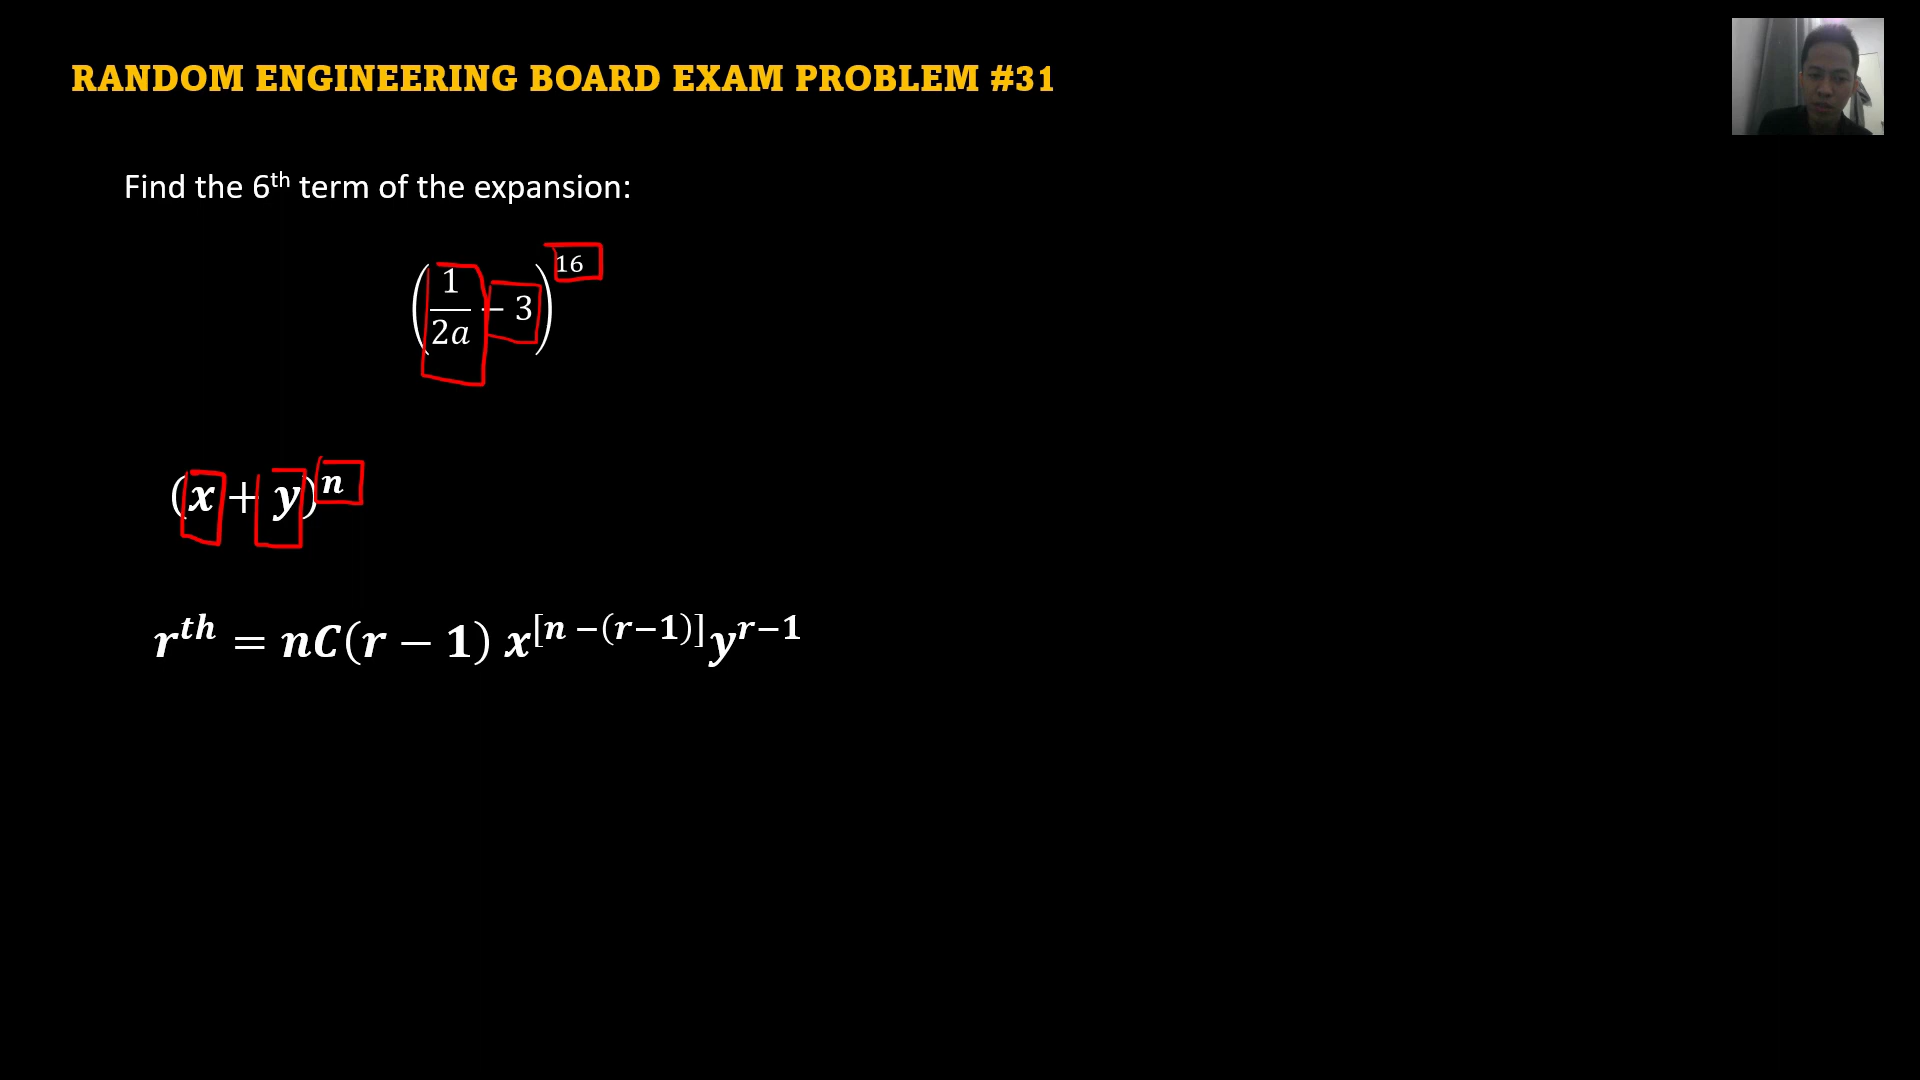 RANDOM ENGINEERING BOARD EXAM PROBLEM #31
Find the 6th term of the expansion:
(1/2a − 3)^16
(x + y)^n
r^th = nC(r − 1) x^[n −(r−1)] y^r−1